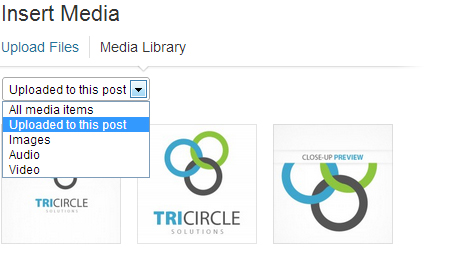 Insert Media
Upload Files
Media Library
Uploaded to this post
All media items
Uploaded to this post
Images
Audio
Video
TRICIRCLE
SOLUTIONS
TRICIRCLE
SOLUTIONS
CLOSE-UP PREVIEW